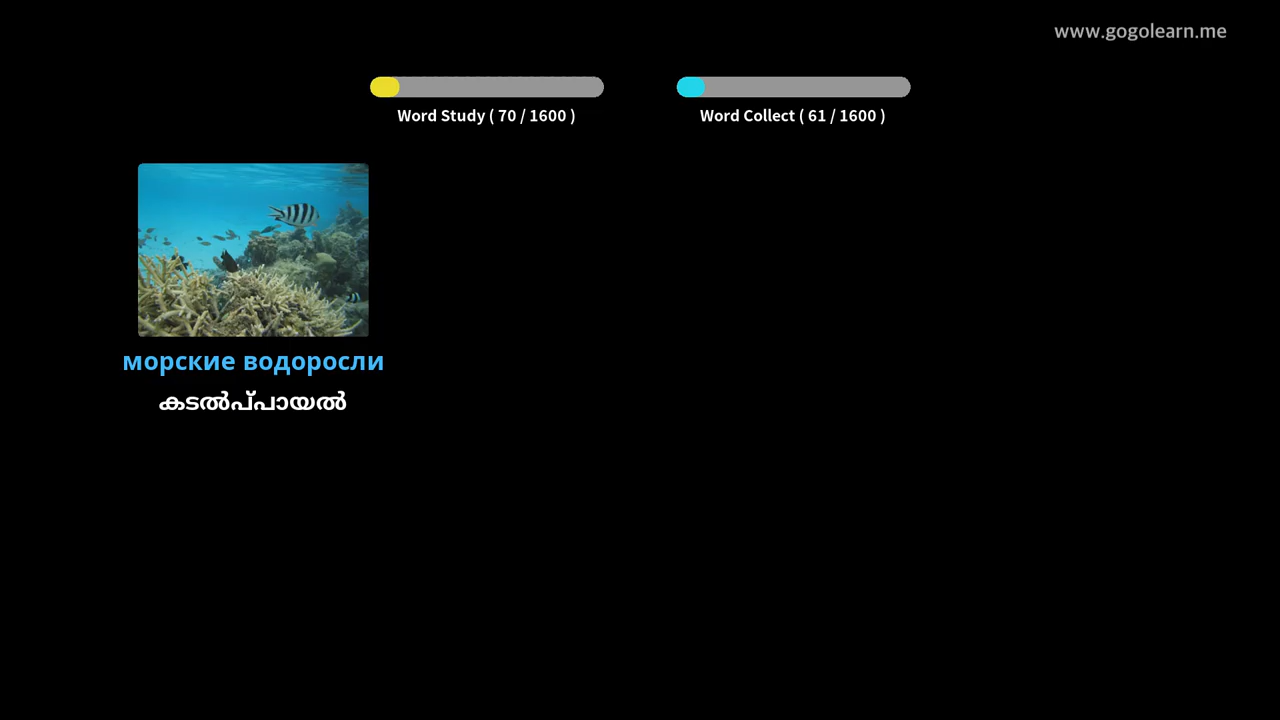 www.gogolearn.me
Word Study ( 70 / 1600 )
Word Collect ( 61 / 1600 )
морские водоросли
കടൽപ്പായൽ